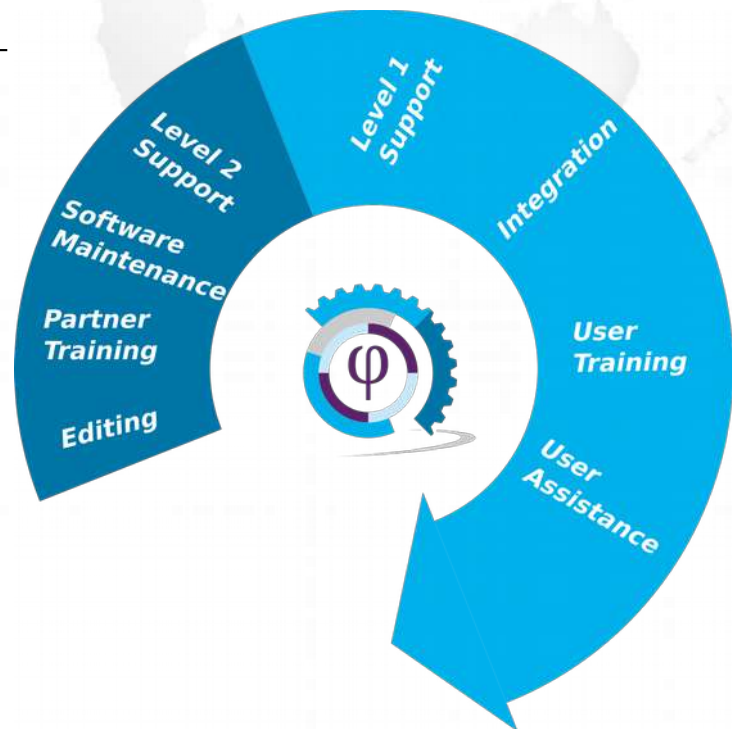 Level 1
Support
Level 2
Support
Integration
Software
Maintenance
Partner
Training
User
Training
Editing
User
Assistance
φ